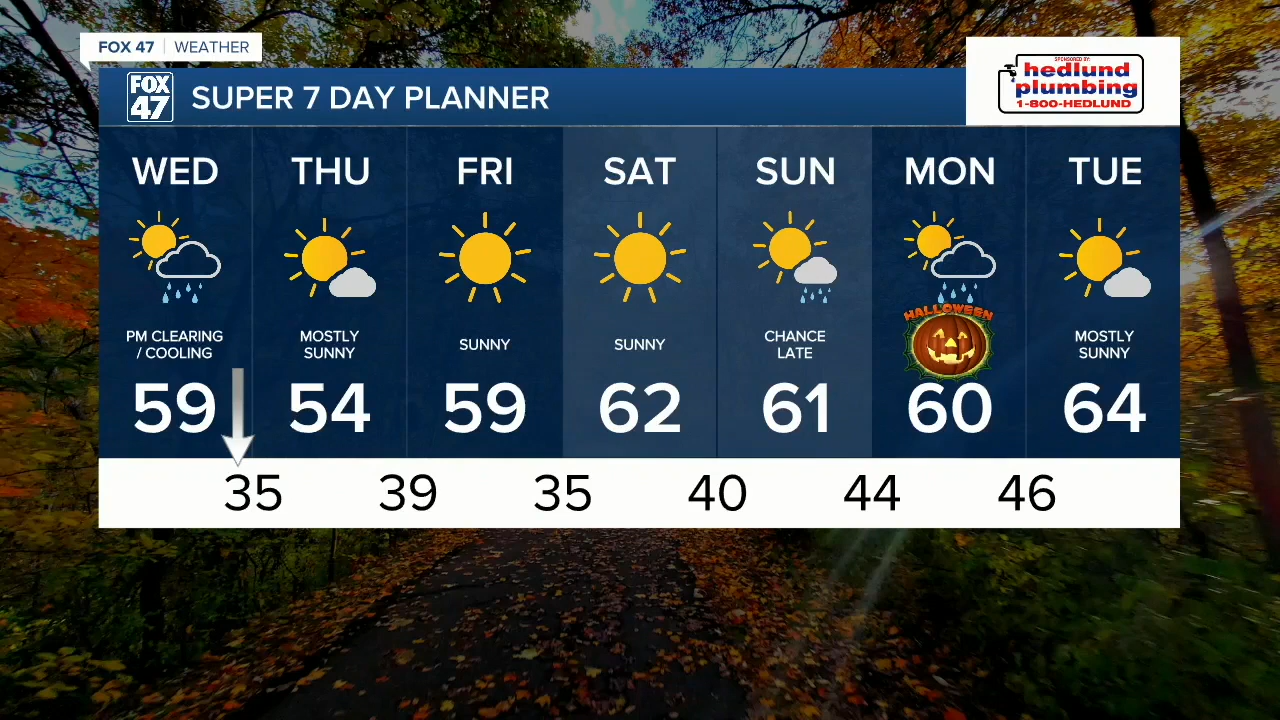 FOX 47 | WEATHER
FOX 47
SUPER 7 DAY PLANNER
SPONSORED BY:
hedlund
plumbing
1-800-HEDLUND
WED THU FRI SAT SUN MON TUE
HALLOWEEN
PM CLEARING
/ COOLING
MOSTLY
SUNNY
SUNNY
SUNNY
CHANCE
LATE
MOSTLY
SUNNY
59 54 59 62 61 60 64
35 39 35 40 44 46